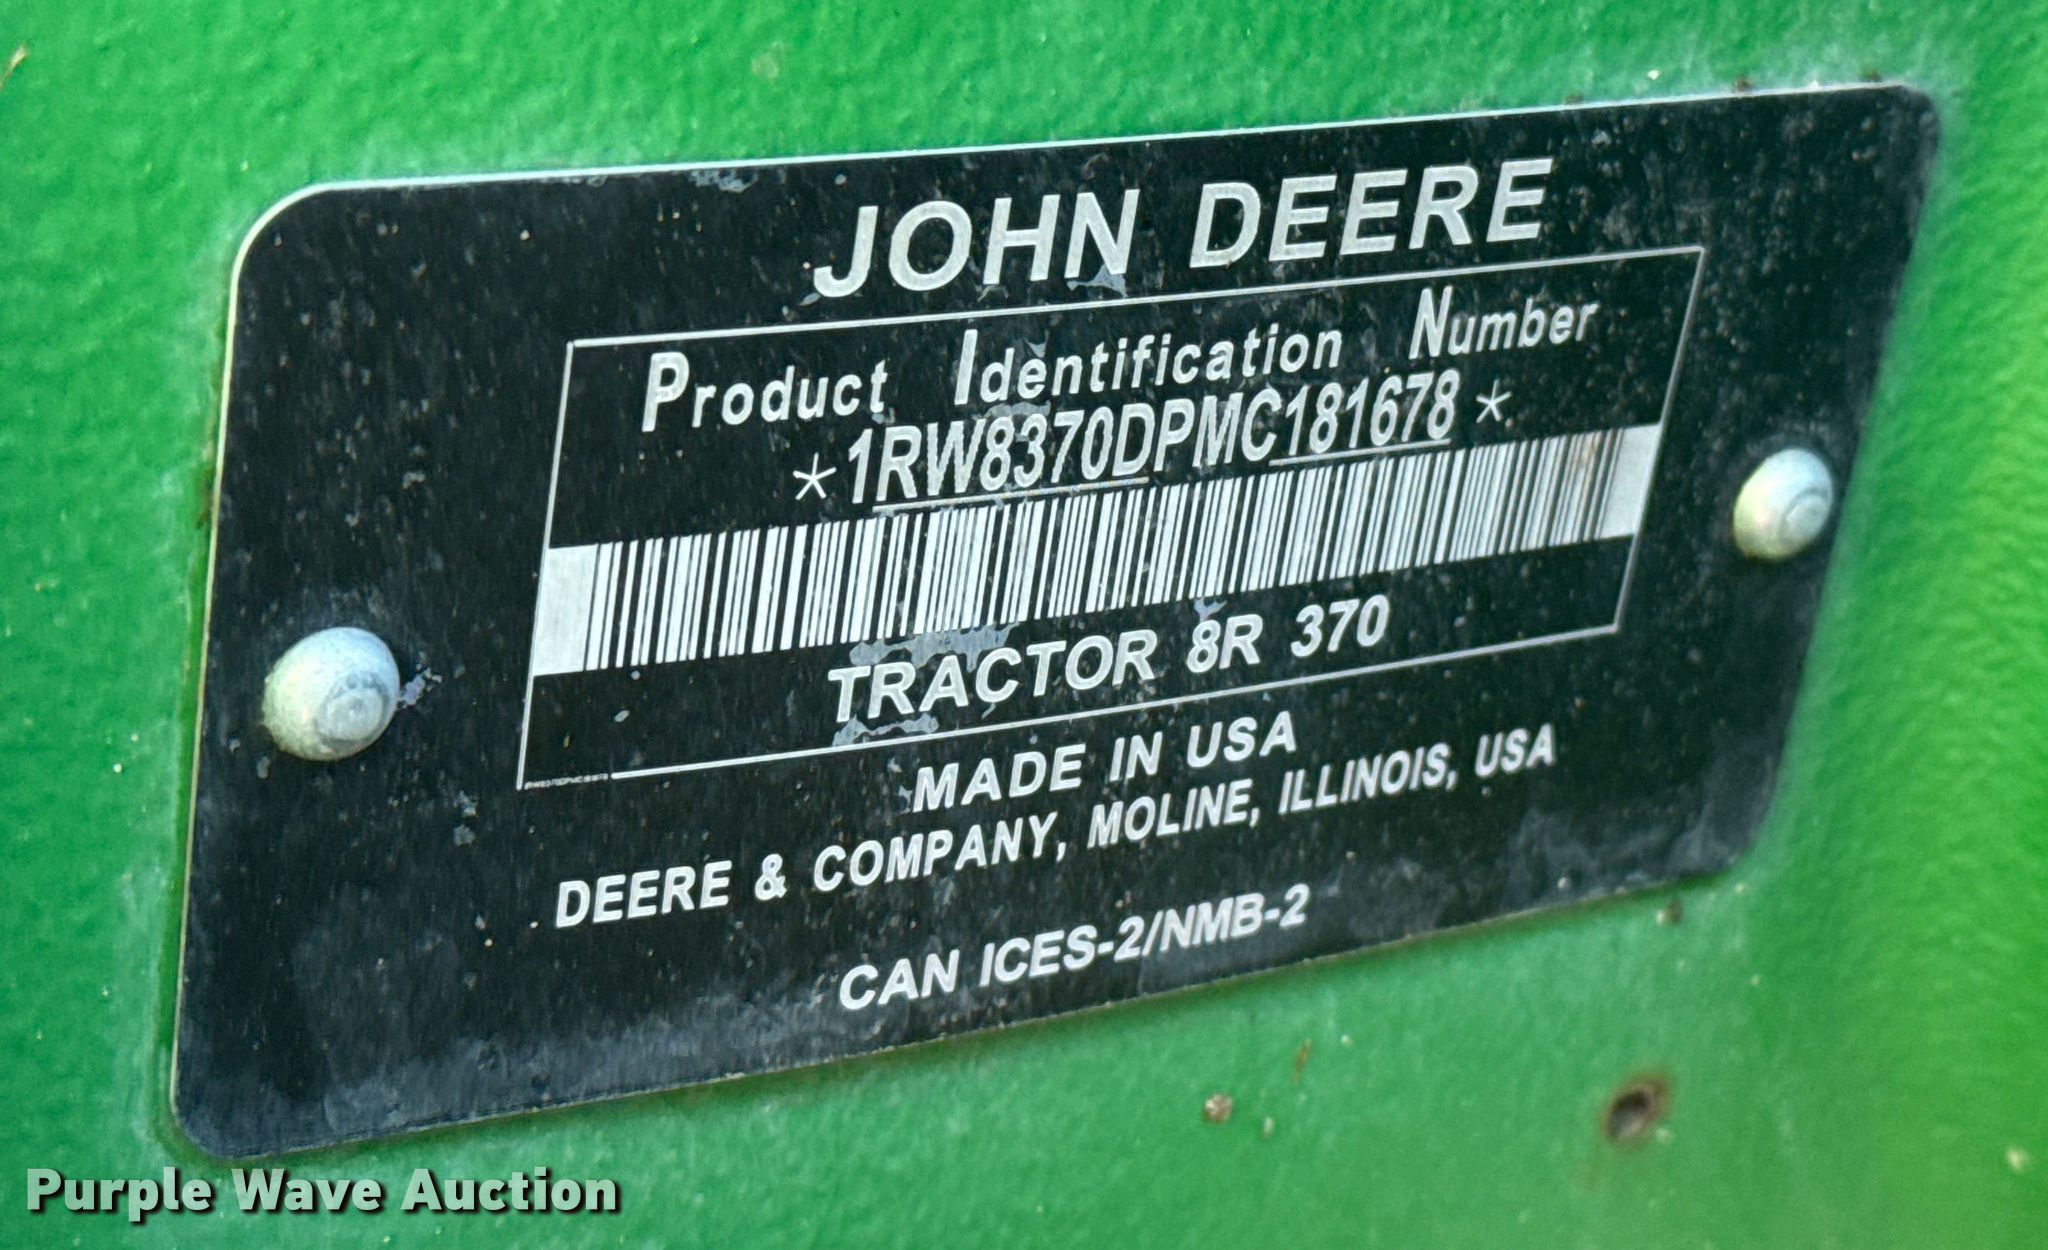 JOHN DEERE
Product Identification Number
*1RW8370DPMC181678*
TRACTOR 8R 370
1RW8370DPMC181678
MADE IN USA
DEERE & COMPANY, MOLINE, ILLINOIS, USA
CAN ICES-2/NMB-2
Purple Wave Auction